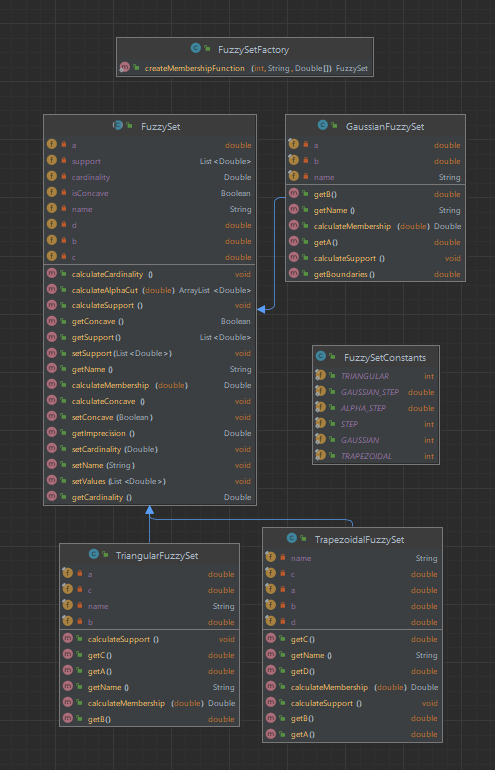 FuzzySetFactory
createMembershipFunction (int, String, Double[]) FuzzySet
FuzzySet
a double
support List<Double>
cardinality Double
isConcave Boolean
name String
d double
b double
c double
calculateCardinality () void
calculateAlphaCut (double) ArrayList <Double>
calculateSupport () void
getConcave () Boolean
getSupport () List<Double>
setSupport (List <Double>) void
getName () String
calculateMembership (double) Double
calculateConcave () void
setConcave (Boolean) void
getImprecision () Double
setCardinality (Double) void
setName (String) void
setValues (List <Double>) void
getCardinality () Double
GaussianFuzzySet
a double
b double
name String
getB() double
getName () String
calculateMembership (double) Double
getA() double
calculateSupport () void
getBoundaries () double
FuzzySetConstants
TRIANGULAR int
GAUSSIAN_STEP double
ALPHA_STEP double
STEP int
GAUSSIAN int
TRAPEZOIDAL int
TriangularFuzzySet
a double
c double
name String
b double
calculateSupport () void
getC() double
getA() double
getName () String
calculateMembership (double) Double
getB() double
TrapezoidalFuzzySet
name String
c double
a double
b double
d double
getC() double
getName () String
getD() double
calculateMembership (double) Double
calculateSupport () void
getB() double
getA() double